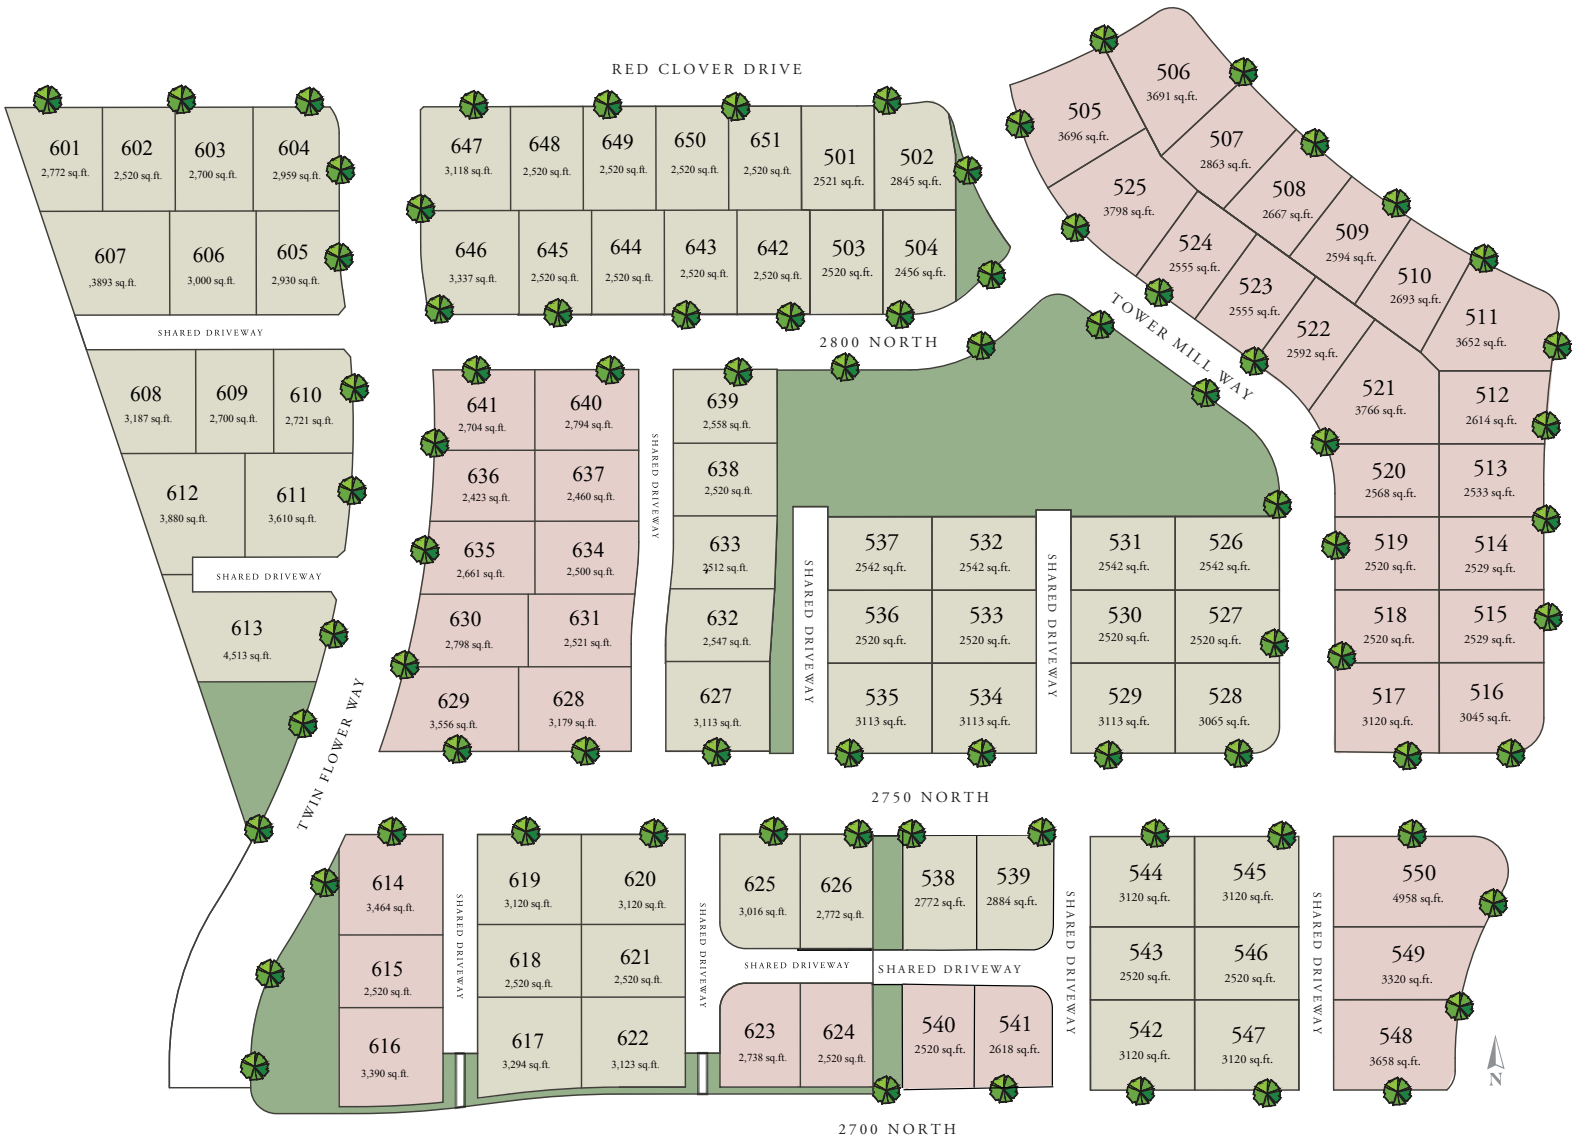 RED CLOVER DRIVE
506
3691 sq.ft.
505
3696 sq.ft.
507
2863 sq.ft.
508
2667 sq.ft.
525
3798 sq.ft.
509
2594 sq.ft.
524
2555 sq.ft.
510
2693 sq.ft.
523
2555 sq.ft.
511
3652 sq.ft.
522
2592 sq.ft.
521
3766 sq.ft.
512
2614 sq.ft.
520
2568 sq.ft.
513
2533 sq.ft.
519
2520 sq.ft.
514
2529 sq.ft.
518
2520 sq.ft.
515
2529 sq.ft.
517
3120 sq.ft.
516
3045 sq.ft.
TOWER MILL WAY
601
2,772 sq.ft.
602
2,520 sq.ft.
603
2,700 sq.ft.
604
2,959 sq.ft.
607
,3893 sq.ft.
606
3,000 sq.ft.
605
2,930 sq.ft.
SHARED DRIVEWAY
608
3,187 sq.ft.
609
2,700 sq.ft.
610
2,721 sq.ft.
612
3,880 sq.ft.
611
3,610 sq.ft.
SHARED DRIVEWAY
613
4,513 sq.ft.
TWIN FLOWER WAY
647
3,118 sq.ft.
648
2,520 sq.ft.
649
2,520 sq.ft.
650
2,520 sq.ft.
651
2,520 sq.ft.
501
2521 sq.ft.
502
2845 sq.ft.
646
3,337 sq.ft.
645
2,520 sq.ft.
644
2,520 sq.ft.
643
2,520 sq.ft.
642
2,520 sq.ft.
503
2520 sq.ft.
504
2456 sq.ft.
2800 NORTH
641
2,704 sq.ft.
640
2,794 sq.ft.
636
2,423 sq.ft.
637
2,460 sq.ft.
635
2,661 sq.ft.
634
2,500 sq.ft.
630
2,798 sq.ft.
631
2,521 sq.ft.
629
3,556 sq.ft.
628
3,179 sq.ft.
SHARED DRIVEWAY
639
2,558 sq.ft.
638
2,520 sq.ft.
633
2512 sq.ft.
632
2,547 sq.ft.
627
3,113 sq.ft.
SHARED DRIVEWAY
537
2542 sq.ft.
532
2542 sq.ft.
536
2520 sq.ft.
533
2520 sq.ft.
535
3113 sq.ft.
534
3113 sq.ft.
SHARED DRIVEWAY
531
2542 sq.ft.
526
2542 sq.ft.
530
2520 sq.ft.
527
2520 sq.ft.
529
3113 sq.ft.
528
3065 sq.ft.
2750 NORTH
614
3,464 sq.ft.
615
2,520 sq.ft.
616
3,390 sq.ft.
SHARED DRIVEWAY
619
3,120 sq.ft.
620
3,120 sq.ft.
618
2,520 sq.ft.
621
2,520 sq.ft.
617
3,294 sq.ft.
622
3,123 sq.ft.
SHARED DRIVEWAY
625
3,016 sq.ft.
626
2,772 sq.ft.
538
2772 sq.ft.
539
2884 sq.ft.
SHARED DRIVEWAY
SHARED DRIVEWAY
623
2,738 sq.ft.
624
2,520 sq.ft.
540
2520 sq.ft.
541
2618 sq.ft.
SHARED DRIVEWAY
544
3120 sq.ft.
545
3120 sq.ft.
543
2520 sq.ft.
546
2520 sq.ft.
542
3120 sq.ft.
547
3120 sq.ft.
SHARED DRIVEWAY
550
4958 sq.ft.
549
3320 sq.ft.
548
3658 sq.ft.
N
2700 NORTH